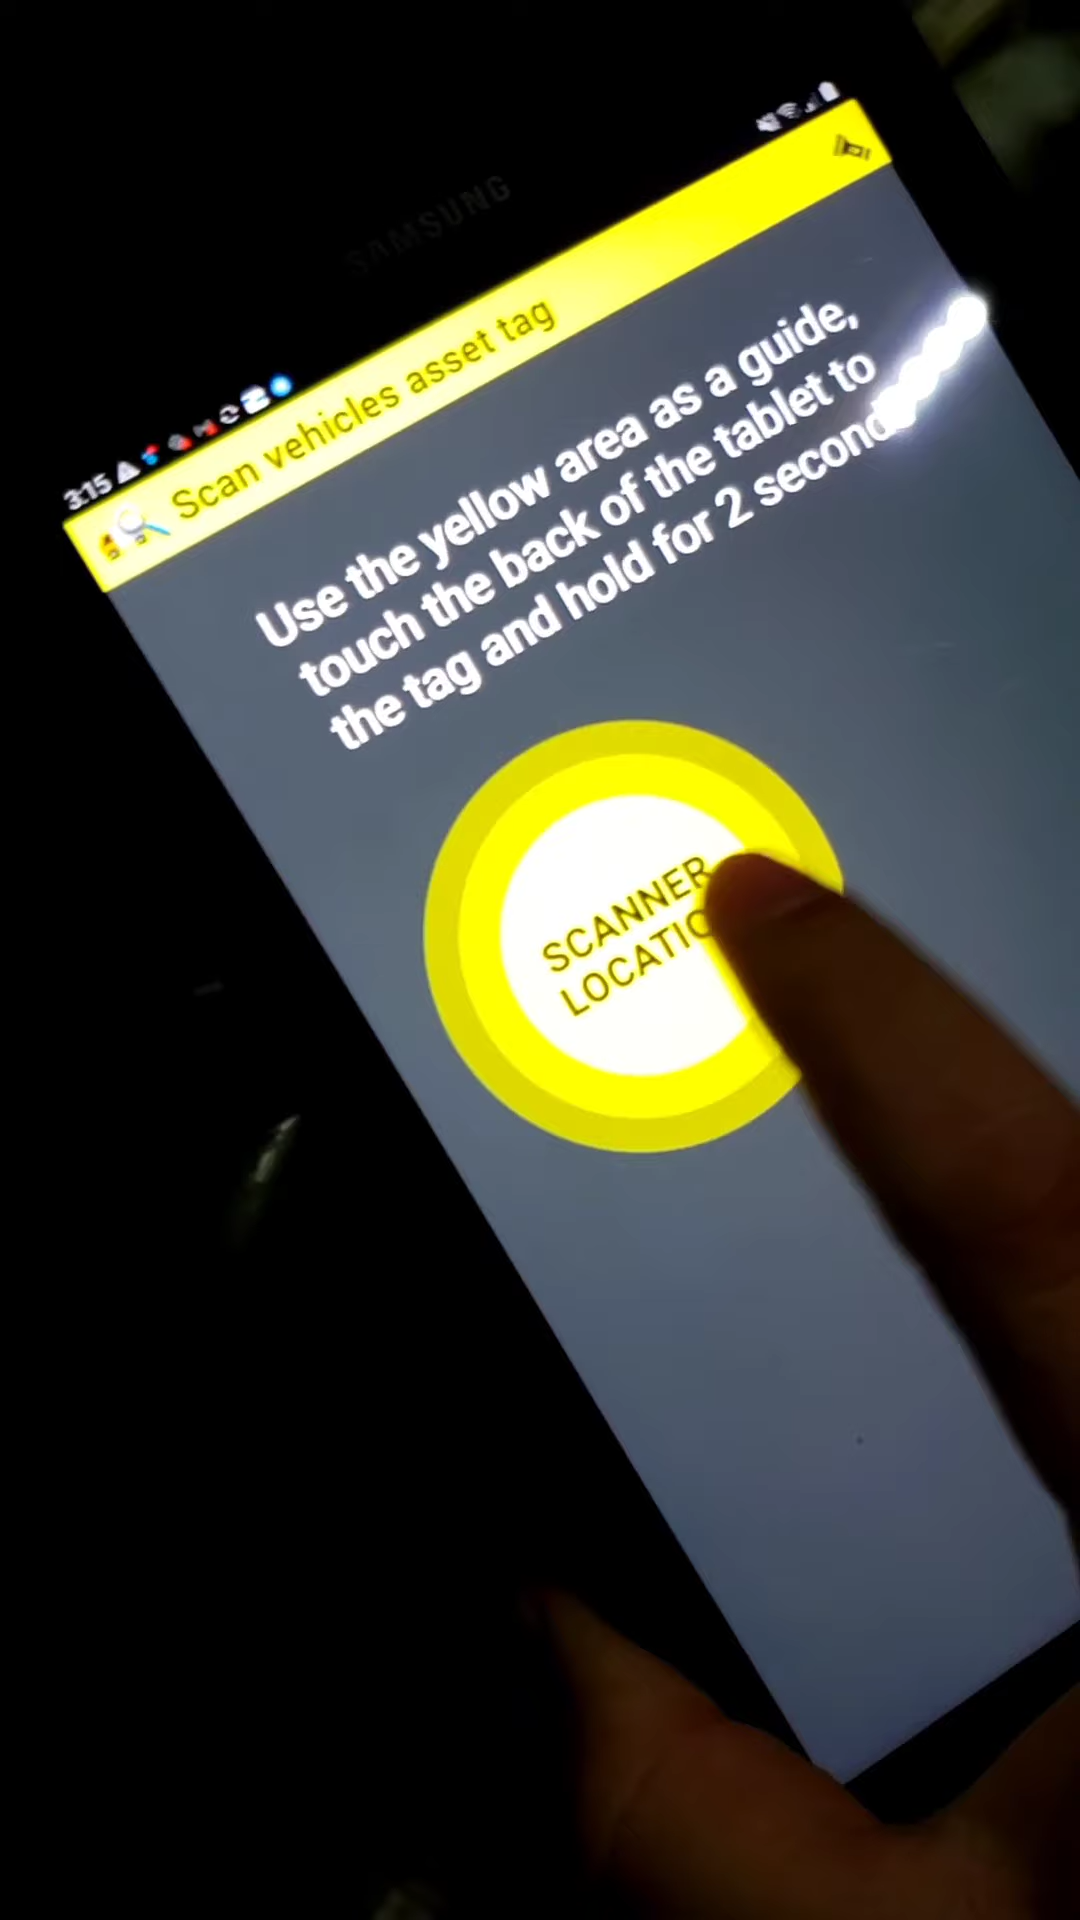 SAMSUNG
3:15
Scan vehicles asset tag
Use the yellow area as a guide,
touch the back of the tablet to
the tag and hold for 2 seconds
SCANNER